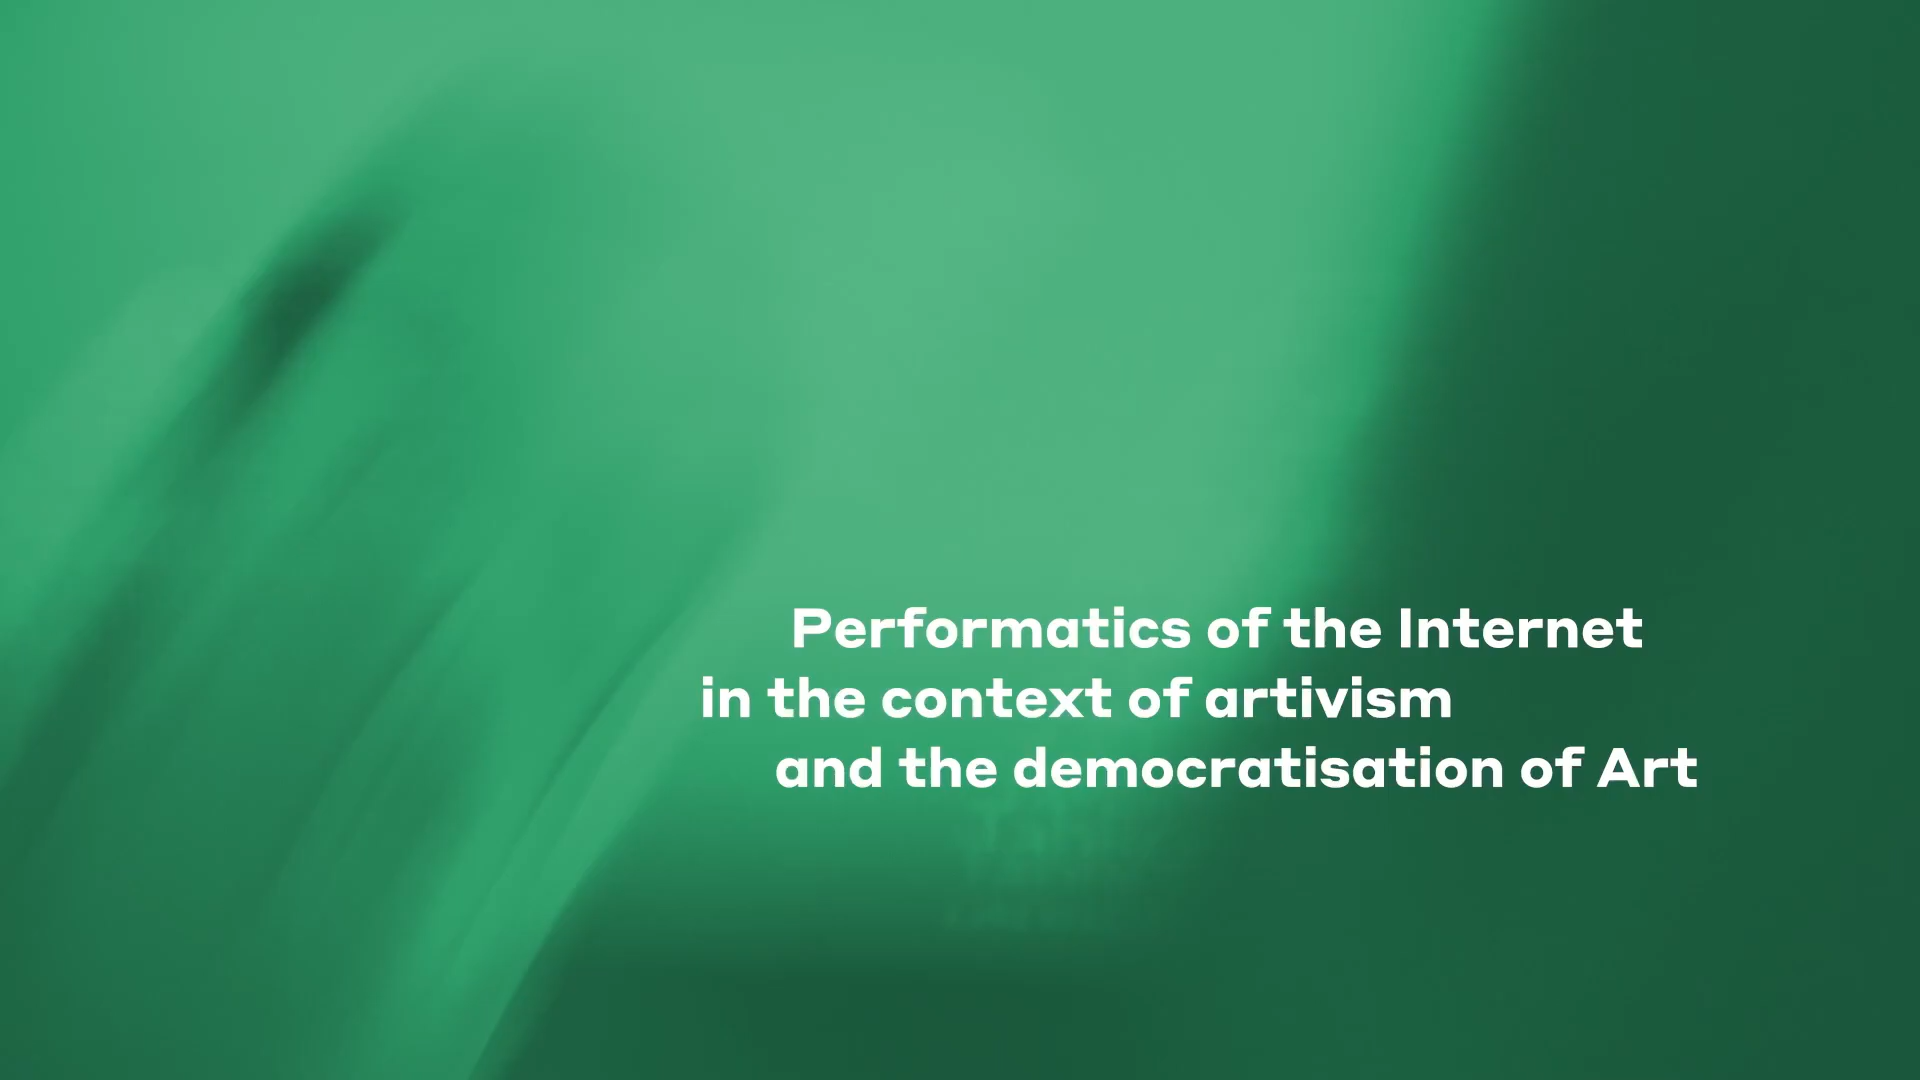 Performatics of the Internet
in the context of artivism
and the democratisation of Art